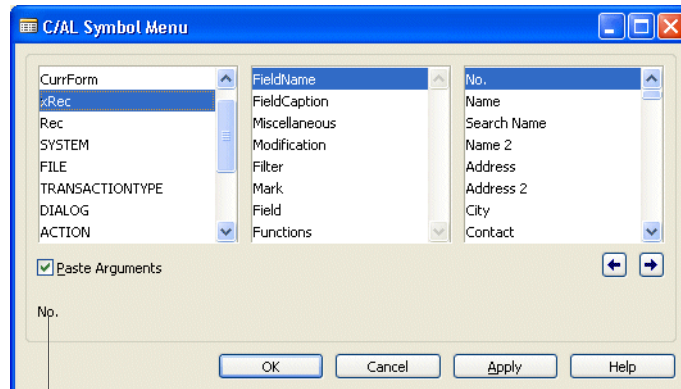 C/AL Symbol Menu
CurrForm
xRec
Rec
SYSTEM
FILE
TRANSACTIONTYPE
DIALOG
ACTION
FieldName
FieldCaption
Miscellaneous
Modification
Filter
Mark
Field
Functions
No.
Name
Search Name
Name 2
Address
Address 2
City
Contact
Paste Arguments
No.
OK
Cancel
Apply
Help